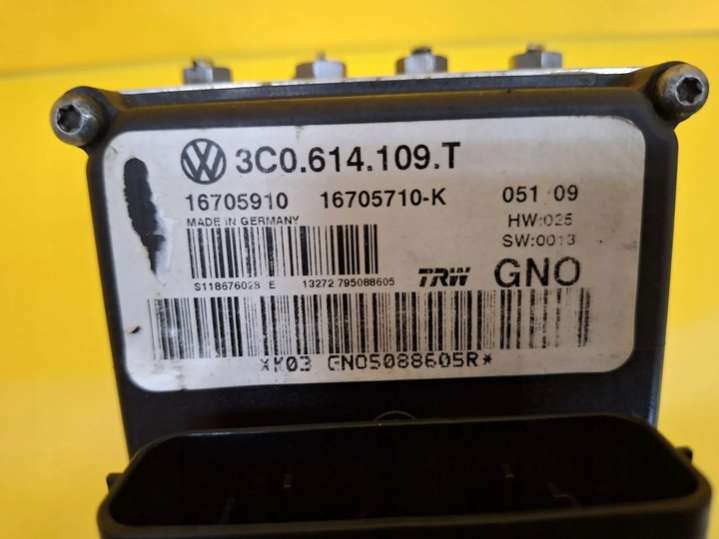 3C0.614.109.T
16705910 16705710-K 051 09
MADE IN GERMANY HW:025
SW:0013
S118676028 E 13272 795088605 TRW GNO
*K03 GNO5088605R*